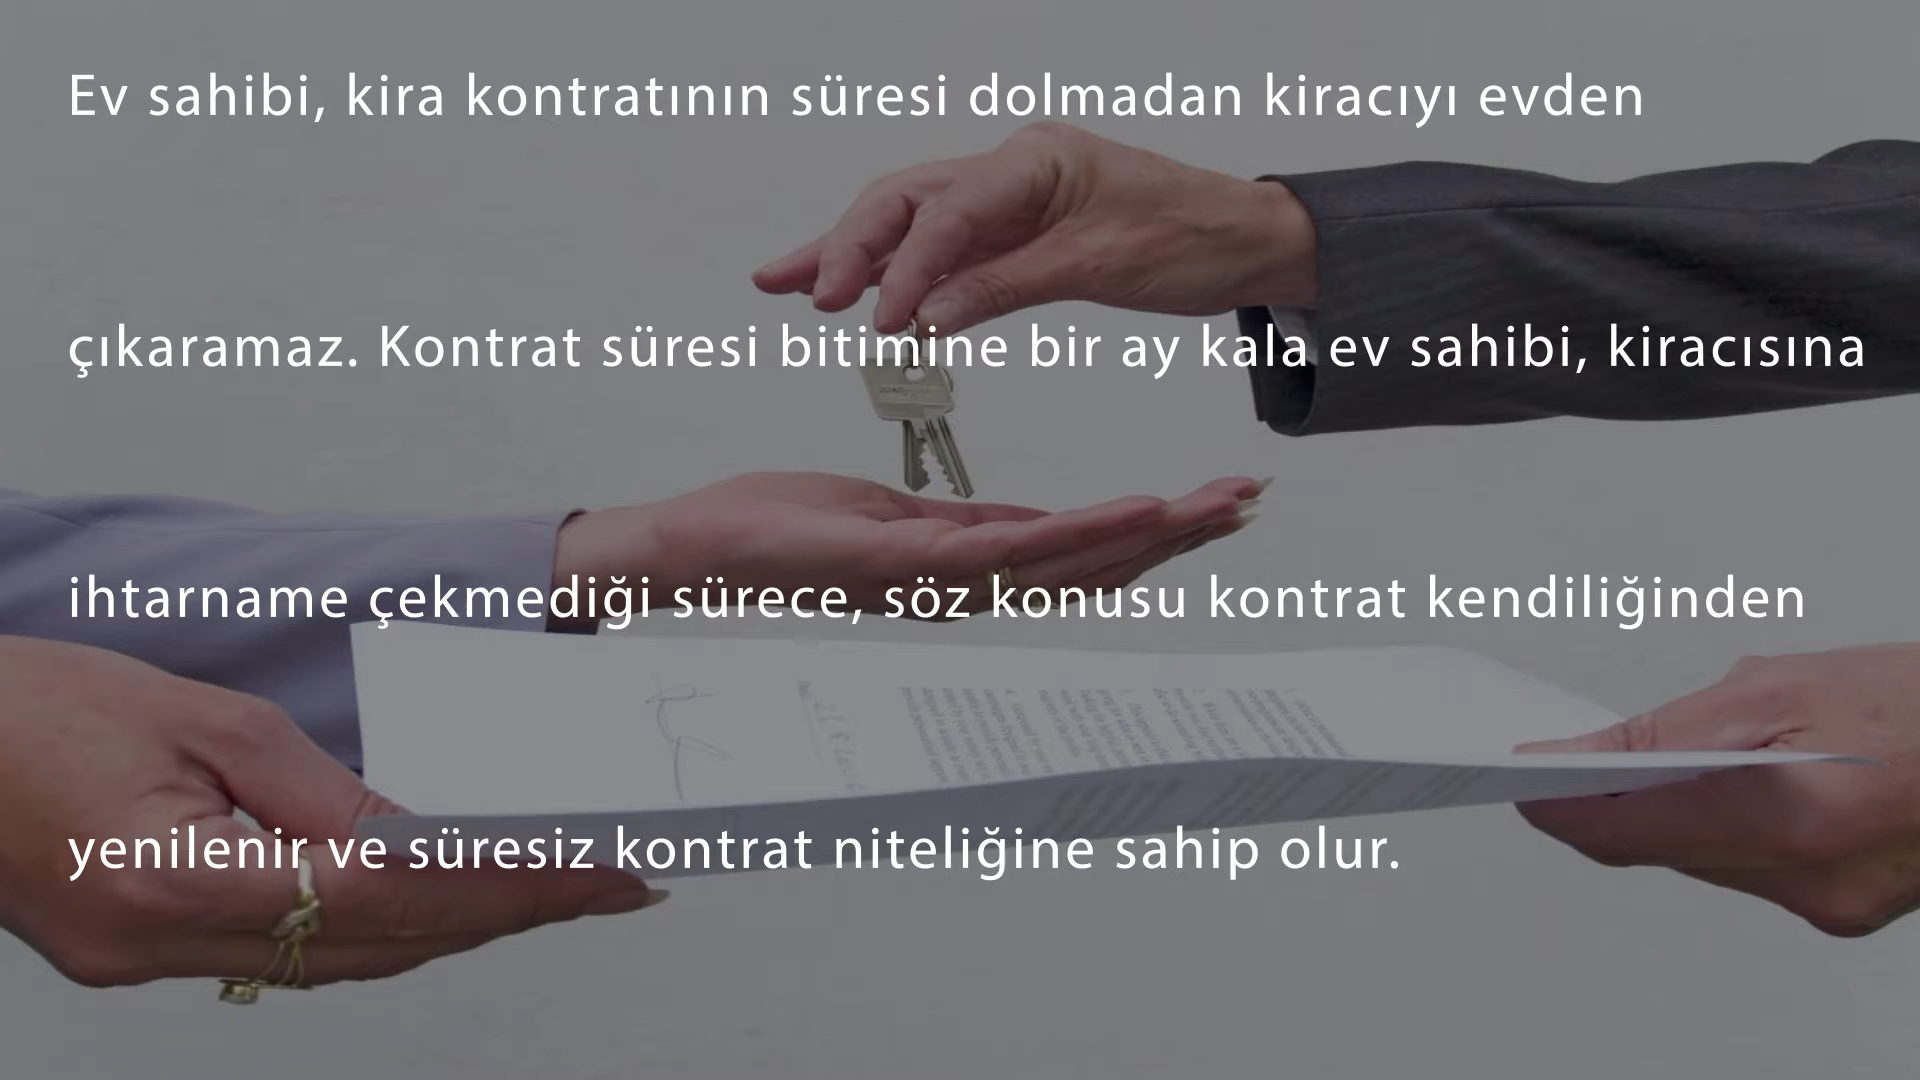 Ev sahibi, kira kontratının süresi dolmadan kiracıyı evden
çıkaramaz. Kontrat süresi bitimine bir ay kala ev sahibi, kiracısına
ihtarname çekmediği sürece, söz konusu kontrat kendiliğinden
yenilenir ve süresiz kontrat niteliğine sahip olur.